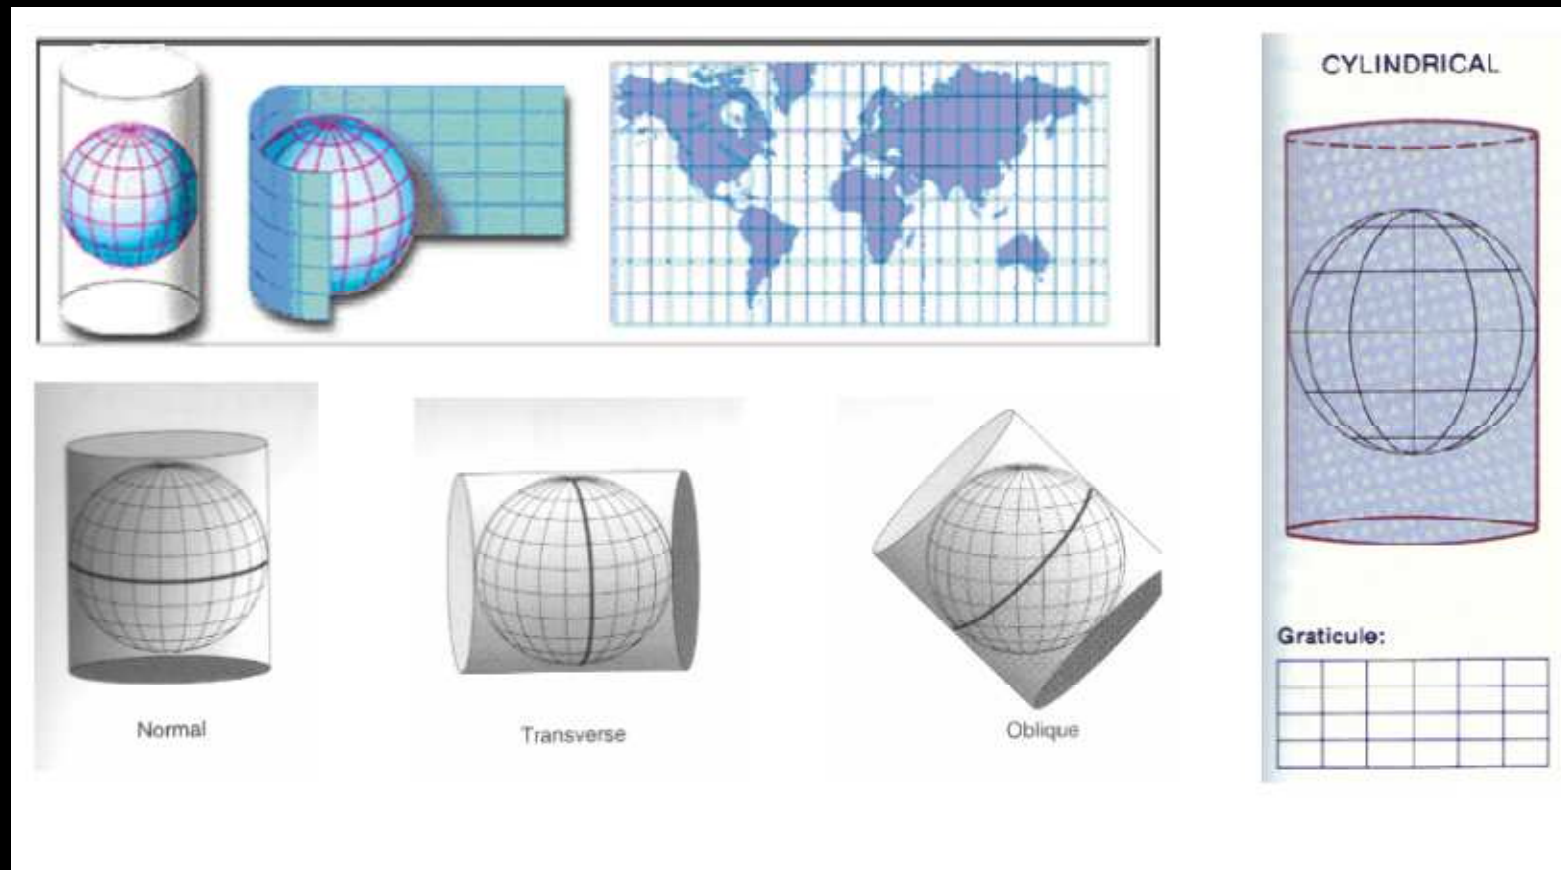 CYLINDRICAL
Normal
Transverse
Oblique
Graticule: